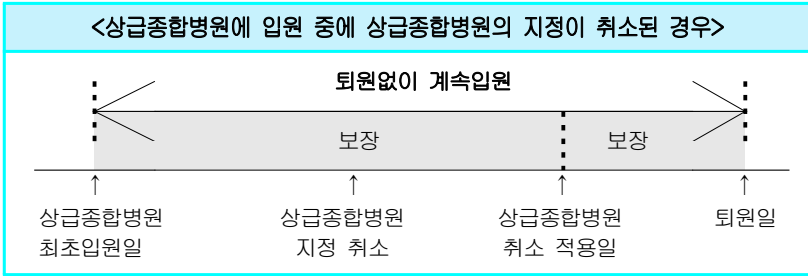 <상급종합병원에 입원 중에 상급종합병원의 지정이 취소된 경우>
퇴원없이 계속입원
보장 보장
↑ ↑ ↑ ↑
상급종합병원 상급종합병원 상급종합병원 퇴원일
최초입원일 지정 취소 취소 적용일